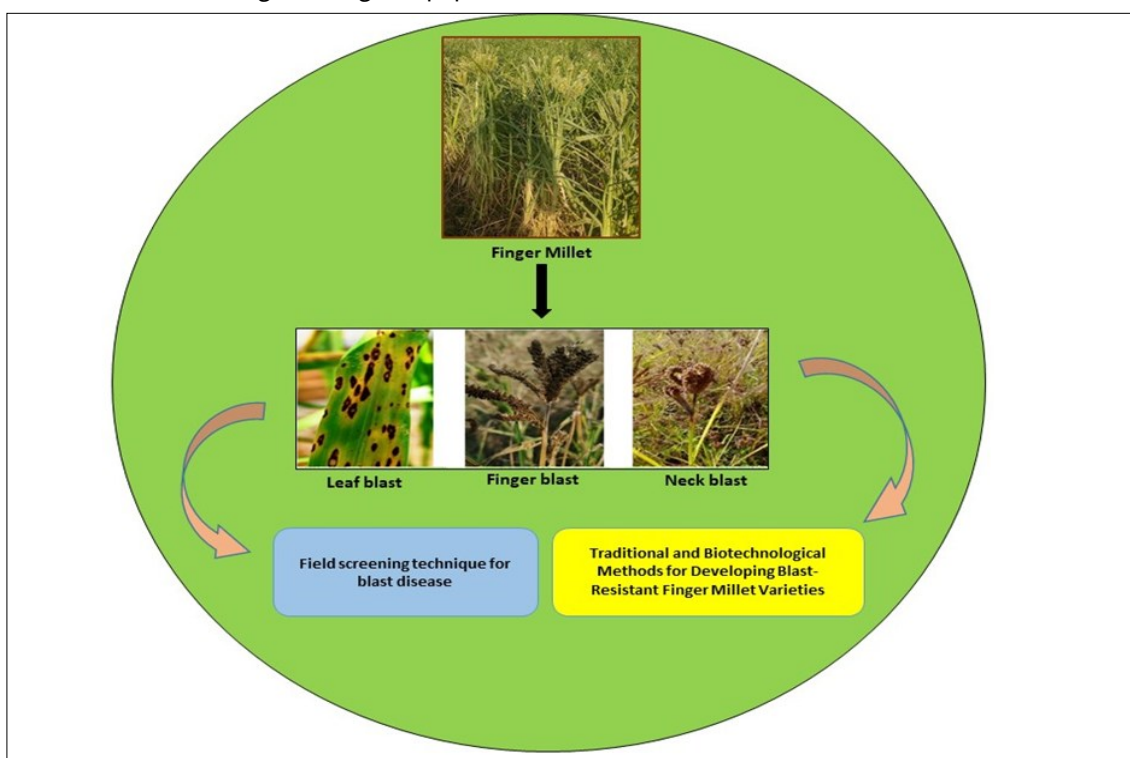 Finger Millet
Leaf blast
Finger blast
Neck blast
Field screening technique for
blast disease
Traditional and Biotechnological
Methods for Developing Blast-
Resistant Finger Millet Varieties